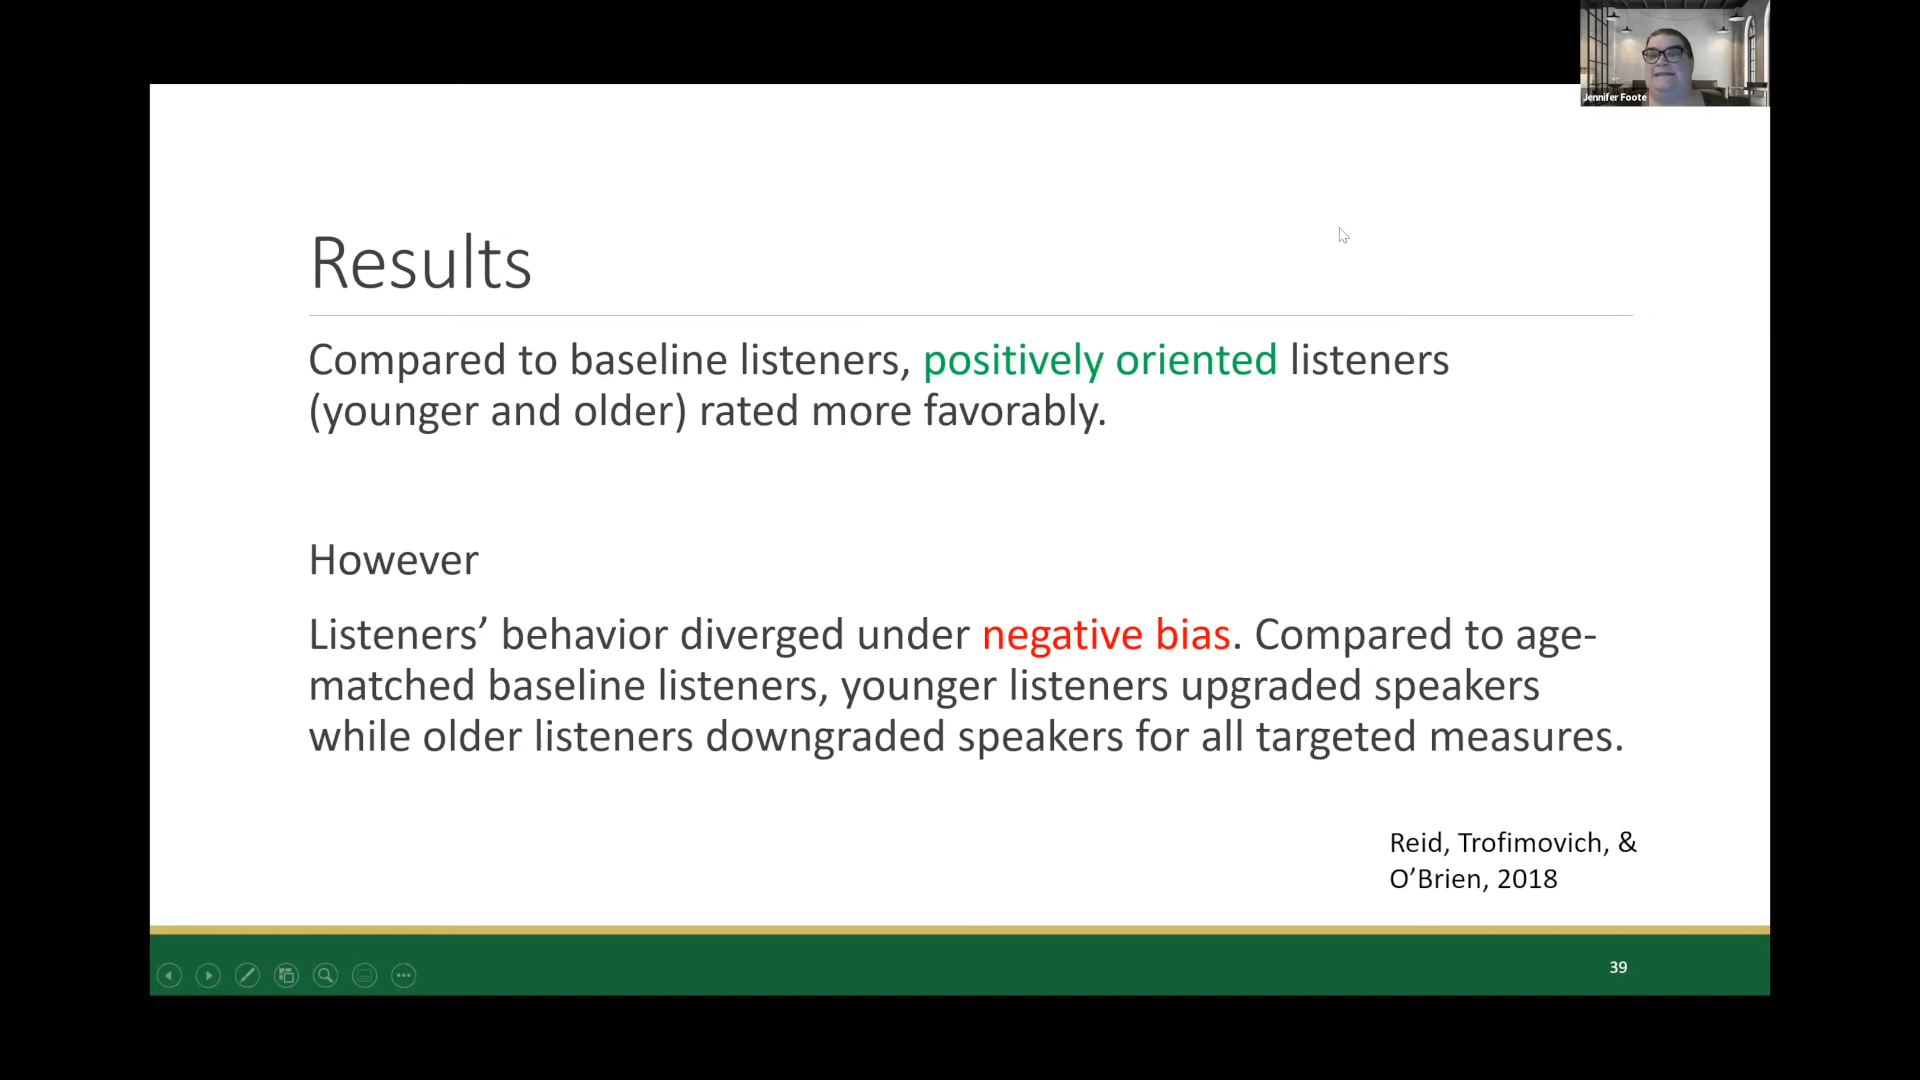 Jennifer Foote
Results
Compared to baseline listeners, positively oriented listeners
(younger and older) rated more favorably.
However
Listeners’ behavior diverged under negative bias. Compared to age-
matched baseline listeners, younger listeners upgraded speakers
while older listeners downgraded speakers for all targeted measures.
Reid, Trofimovich, &
O’Brien, 2018
39